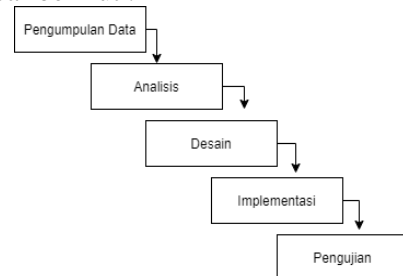 Pengumpulan Data
Analisis
Desain
Implementasi
Pengujian